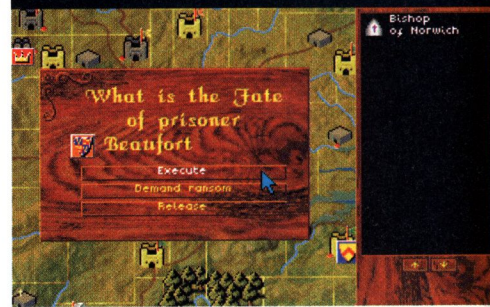 What is the Fate
of prisoner
Beaufort
Execute
Demand ransom
Release
Bishop
of Norwich